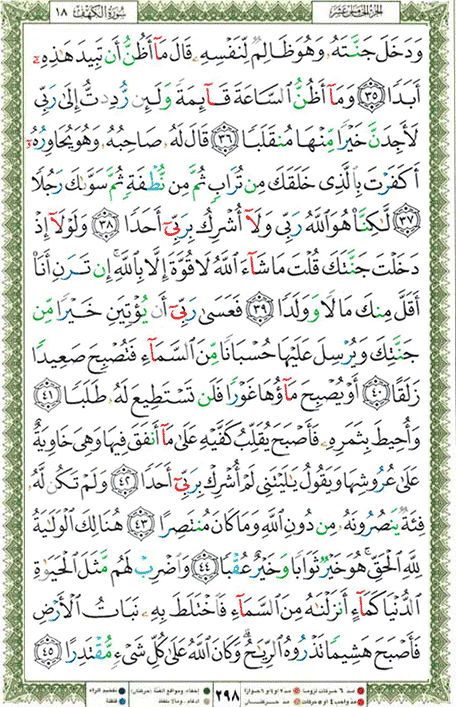 سُورَةُ الكَهْفِ ١٨
الجزء الخامس عشر
وَدَخَلَ جَنَّتَهُۥ وَهُوَ ظَالِمٌ لِّنَفْسِهِۦ قَالَ مَآ أَظُنُّ أَن تَبِيدَ هَٰذِهِۦٓ
أَبَدًا ٣٥ وَمَآ أَظُنُّ ٱلسَّاعَةَ قَآئِمَةً وَلَئِن رُّدِدتُّ إِلَىٰ رَبِّي
لَأَجِدَنَّ خَيْرًا مِّنْهَا مُنقَلَبًا ٣٦ قَالَ لَهُۥ صَاحِبُهُۥ وَهُوَ يُحَاوِرُهُۥٓ
أَكَفَرْتَ بِٱلَّذِي خَلَقَكَ مِن تُرَابٍ ثُمَّ مِن نُّطْفَةٍ ثُمَّ سَوَّىٰكَ رَجُلًا
٣٧ لَّٰكِنَّا۠ هُوَ ٱللَّهُ رَبِّي وَلَآ أُشْرِكُ بِرَبِّيٓ أَحَدًا ٣٨ وَلَوْلَآ إِذْ
دَخَلْتَ جَنَّتَكَ قُلْتَ مَا شَآءَ ٱللَّهُ لَا قُوَّةَ إِلَّا بِٱللَّهِ ۚ إِن تَرَنِ أَنَا۠
أَقَلَّ مِنكَ مَالًا وَوَلَدًا ٣٩ فَعَسَىٰ رَبِّيٓ أَن يُؤْتِيَنِ خَيْرًا مِّن
جَنَّتِكَ وَيُرْسِلَ عَلَيْهَا حُسْبَانًا مِّنَ ٱلسَّمَآءِ فَتُصْبِحَ صَعِيدًا
زَلَقًا ٤٠ أَوْ يُصْبِحَ مَآؤُهَا غَوْرًا فَلَن تَسْتَطِيعَ لَهُۥ طَلَبًا ٤١
وَأُحِيطَ بِثَمَرِهِۦ فَأَصْبَحَ يُقَلِّبُ كَفَّيْهِ عَلَىٰ مَآ أَنفَقَ فِيهَا وَهِيَ خَاوِيَةٌ
عَلَىٰ عُرُوشِهَا وَيَقُولُ يَٰلَيْتَنِي لَمْ أُشْرِكْ بِرَبِّيٓ أَحَدًا ٤٢ وَلَمْ تَكُن لَّهُۥ
فِئَةٌ يَنصُرُونَهُۥ مِن دُونِ ٱللَّهِ وَمَا كَانَ مُنتَصِرًا ٤٣ هُنَالِكَ ٱلْوَلَٰيَةُ
لِلَّهِ ٱلْحَقِّ ۚ هُوَ خَيْرٌ ثَوَابًا وَخَيْرٌ عُقْبًا ٤٤ وَٱضْرِبْ لَهُم مَّثَلَ ٱلْحَيَوٰةِ
ٱلدُّنْيَا كَمَآءٍ أَنزَلْنَٰهُ مِنَ ٱلسَّمَآءِ فَٱخْتَلَطَ بِهِۦ نَبَاتُ ٱلْأَرْضِ
فَأَصْبَحَ هَشِيمًا تَذْرُوهُ ٱلرِّيَٰحُ ۗ وَكَانَ ٱللَّهُ عَلَىٰ كُلِّ شَيْءٍ مُّقْتَدِرًا ٤٥
٢٩٨